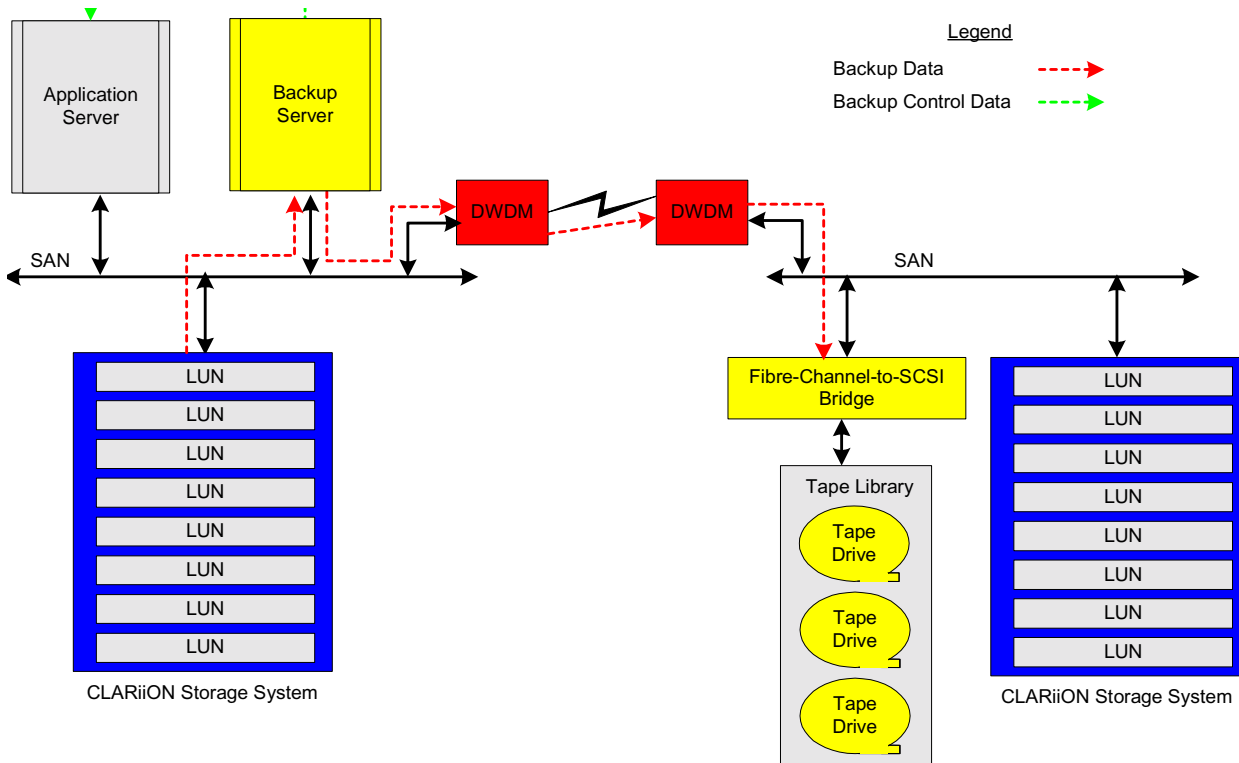 Legend
Backup Data
Backup Control Data
Application
Server
Backup
Server
DWDM
DWDM
SAN
SAN
LUN
LUN
LUN
LUN
LUN
LUN
LUN
LUN
CLARiiON Storage System
Fibre-Channel-to-SCSI
Bridge
Tape Library
Tape
Drive
Tape
Drive
Tape
Drive
LUN
LUN
LUN
LUN
LUN
LUN
LUN
LUN
CLARiiON Storage System